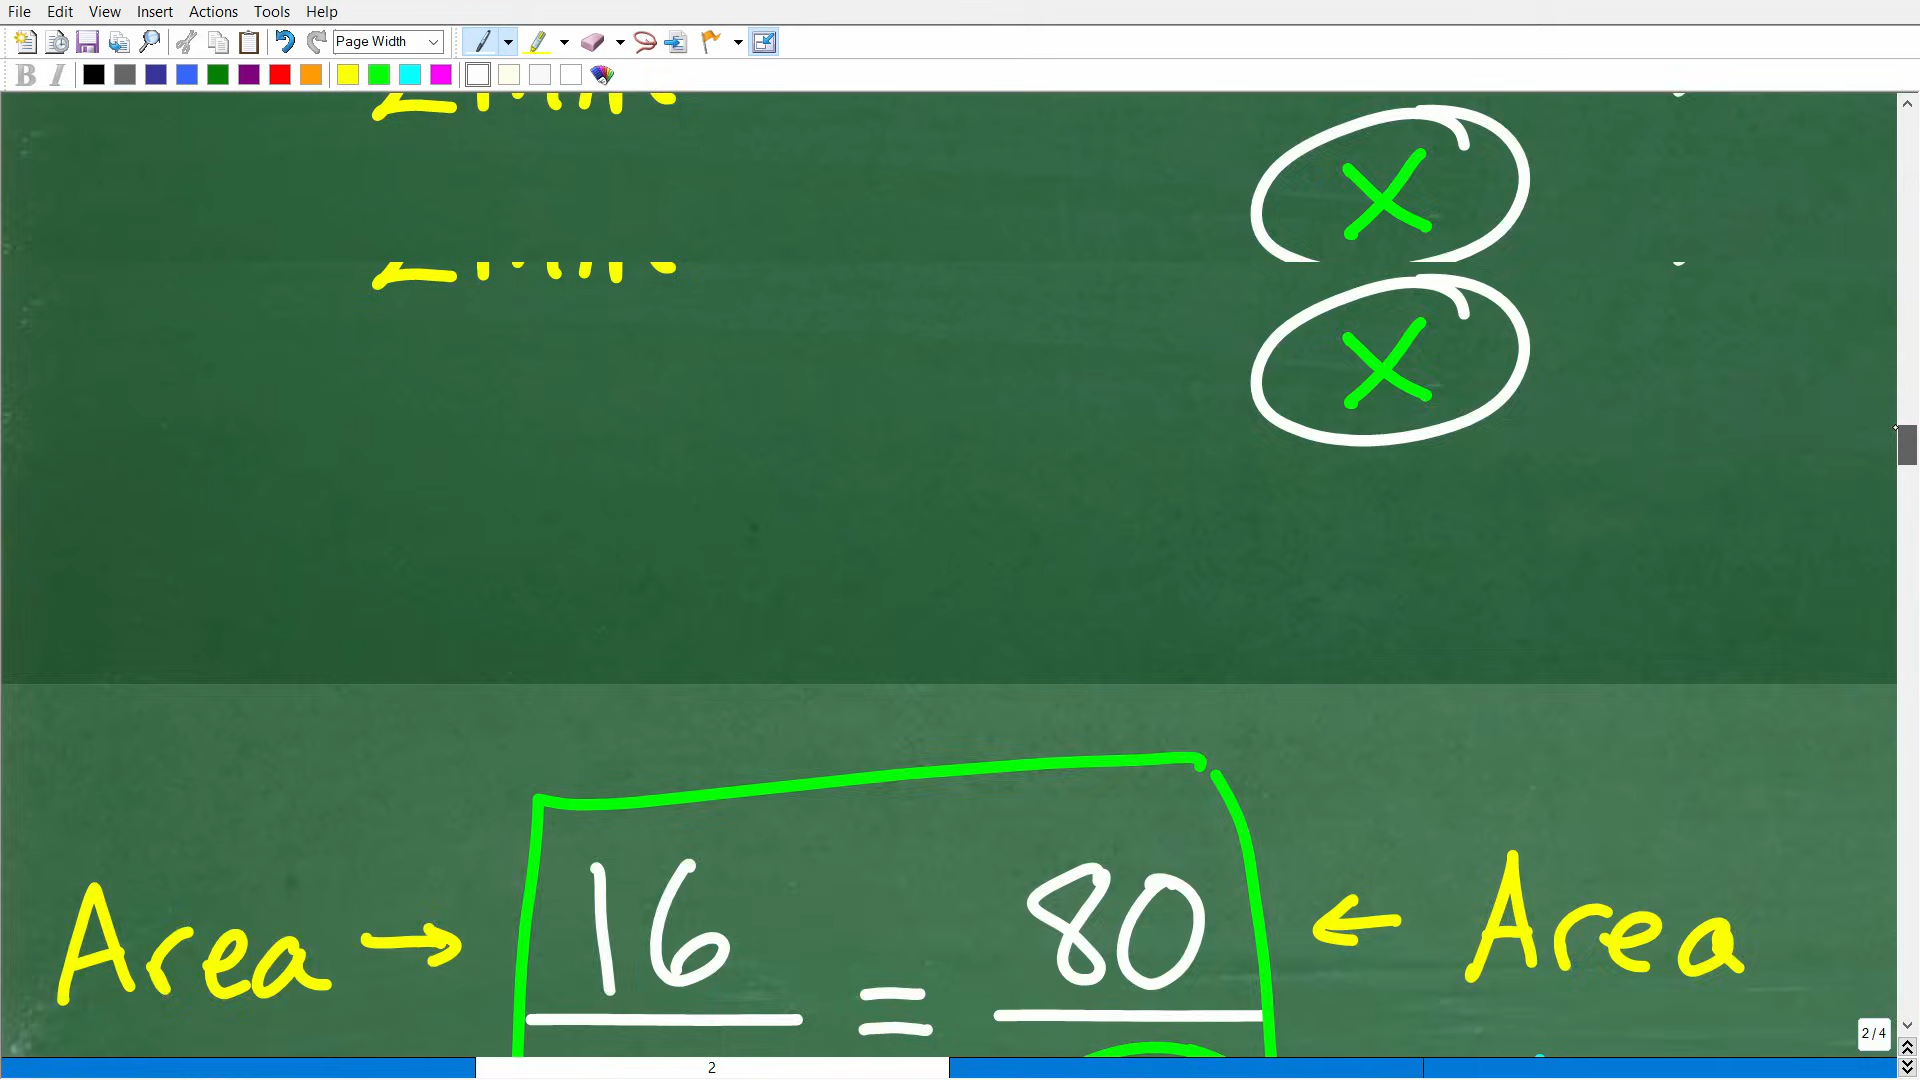 File Edit View Insert Actions Tools Help
Page Width
B I
X
X
Area → 16 = 80 ← Area
2 / 4
2